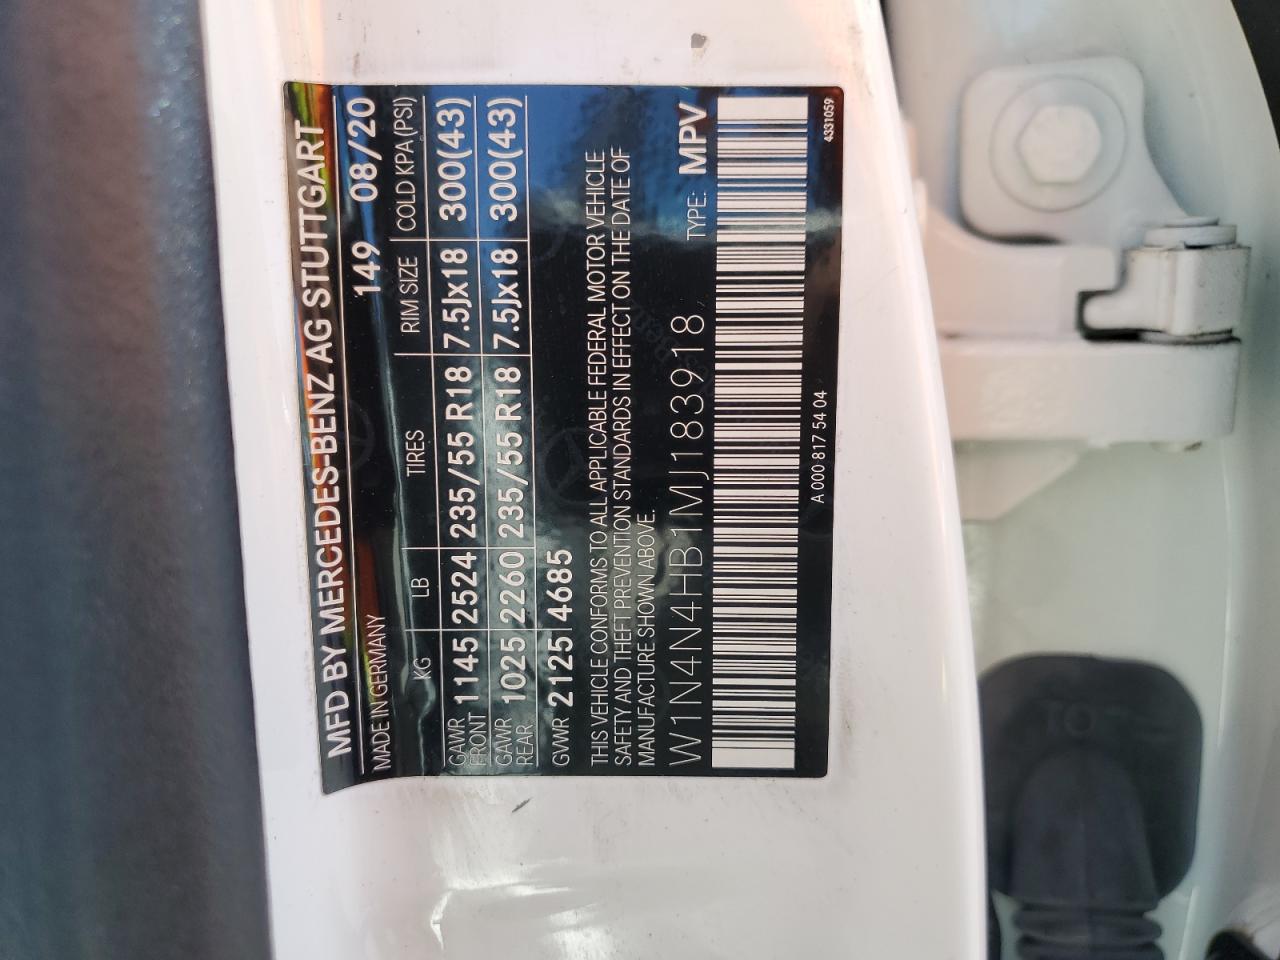 MFD BY MERCEDES-BENZ AG STUTTGART
MADE IN GERMANY 149 08/20
KG LB TIRES RIM SIZE COLD KPA (PSI)
GAWR FRONT 1145 2524 235/55 R18 7.5Jx18 300(43)
GAWR REAR 1025 2260 235/55 R18 7.5Jx18 300(43)
GVWR 2125 4685
THIS VEHICLE CONFORMS TO ALL APPLICABLE FEDERAL MOTOR VEHICLE
SAFETY AND THEFT PREVENTION STANDARDS IN EFFECT ON THE DATE OF
MANUFACTURE SHOWN ABOVE.
W1N4N4HB1MJ183918 TYPE: MPV
A 000 817 54 04 4331059